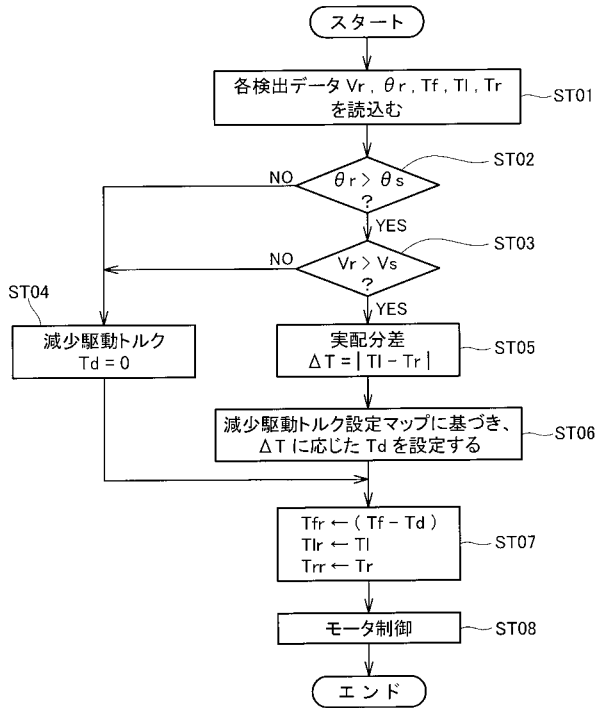 スタート
各検出データ Vr , θr , Tf, Tl, Tr
を読込む
ST01
ST02
θr > θs
?
NO
YES
ST03
Vr > Vs
?
NO
YES
ST04
減少駆動トルク
Td = 0
実配分差
ΔT = | Tl − Tr |
ST05
減少駆動トルク設定マップに基づき、
ΔT に応じた Td を設定する
ST06
Tfr ← ( Tf − Td )
Tlr ← Tl
Trr ← Tr
ST07
モータ制御
ST08
エンド